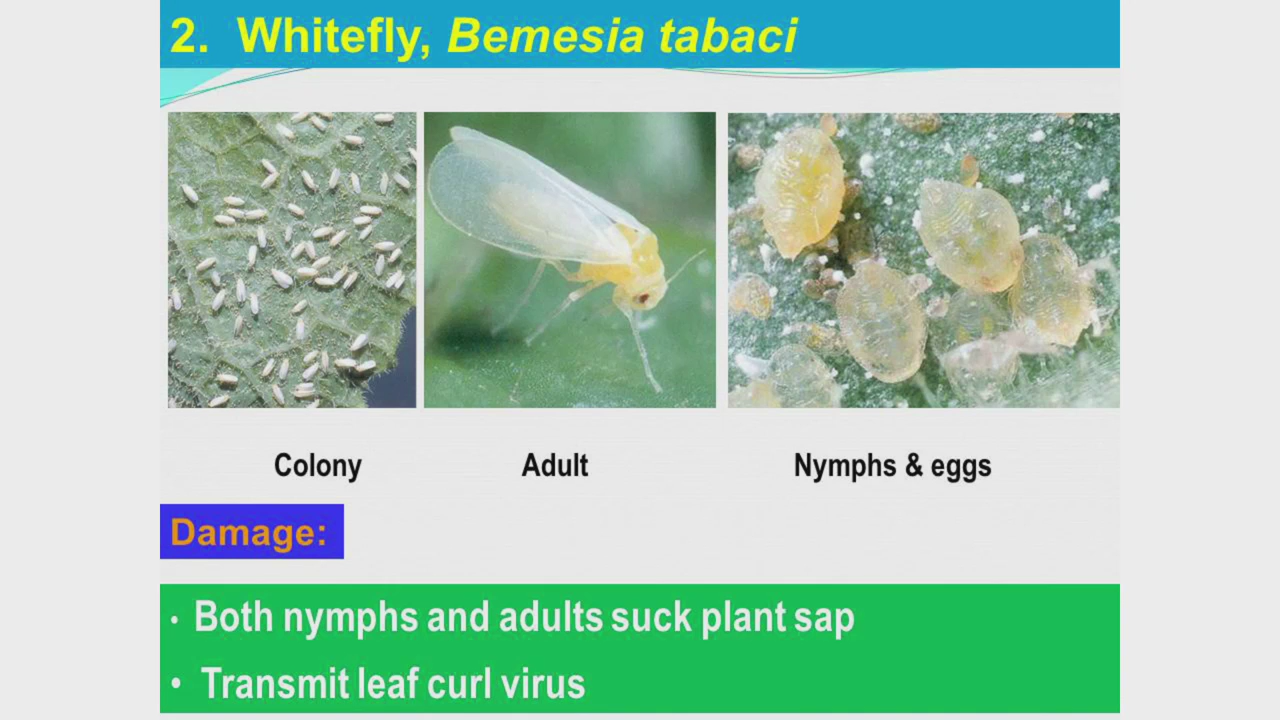 2. Whitefly, Bemesia tabaci
Colony
Adult
Nymphs & eggs
Damage:
• Both nymphs and adults suck plant sap
• Transmit leaf curl virus